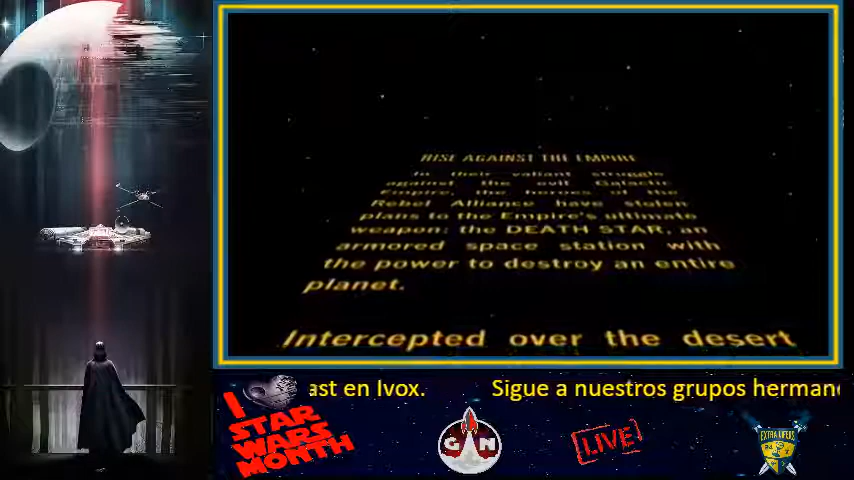 RISE AGAINST THE EMPIRE
In their valiant struggle
against the evil Galactic
Empire, the heroes of the
Rebel Alliance have stolen
plans to the Empire's ultimate
weapon: the DEATH STAR, an
armored space station with
the power to destroy an entire
planet.
Intercepted over the desert
ast en Ivox. Sigue a nuestros grupos herman
I
STAR
WARS
MONTH
GN
LIVE
EXTRA LIFERS